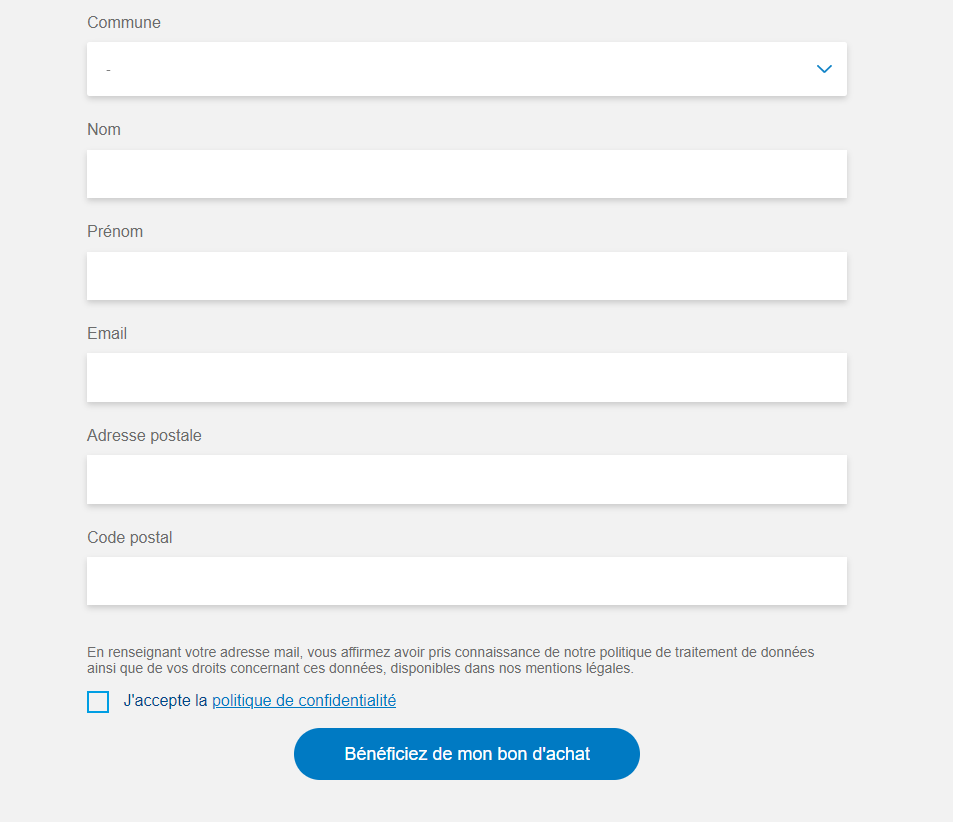 Commune
-
Nom
Prénom
Email
Adresse postale
Code postal
En renseignant votre adresse mail, vous affirmez avoir pris connaissance de notre politique de traitement de données
ainsi que de vos droits concernant ces données, disponibles dans nos mentions légales.
J'accepte la politique de confidentialité
Bénéficiez de mon bon d'achat